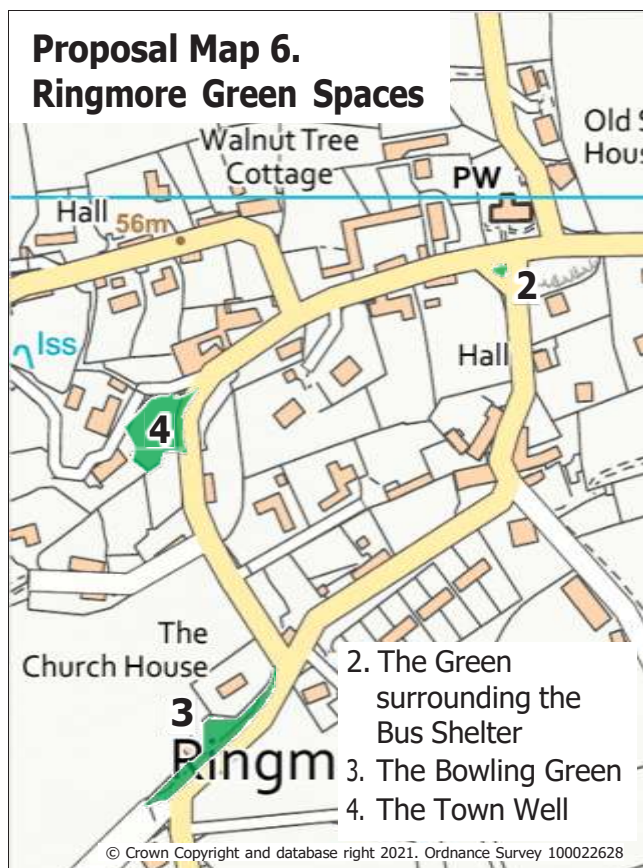 Proposal Map 6.
Ringmore Green Spaces
Walnut Tree
Cottage
Old
PW
Hall
56m
2
Iss
Hall
4
The
Church House
3
Ringm
2. The Green
surrounding the
Bus Shelter
3. The Bowling Green
4. The Town Well
© Crown Copyright and database right 2021. Ordnance Survey 100022628